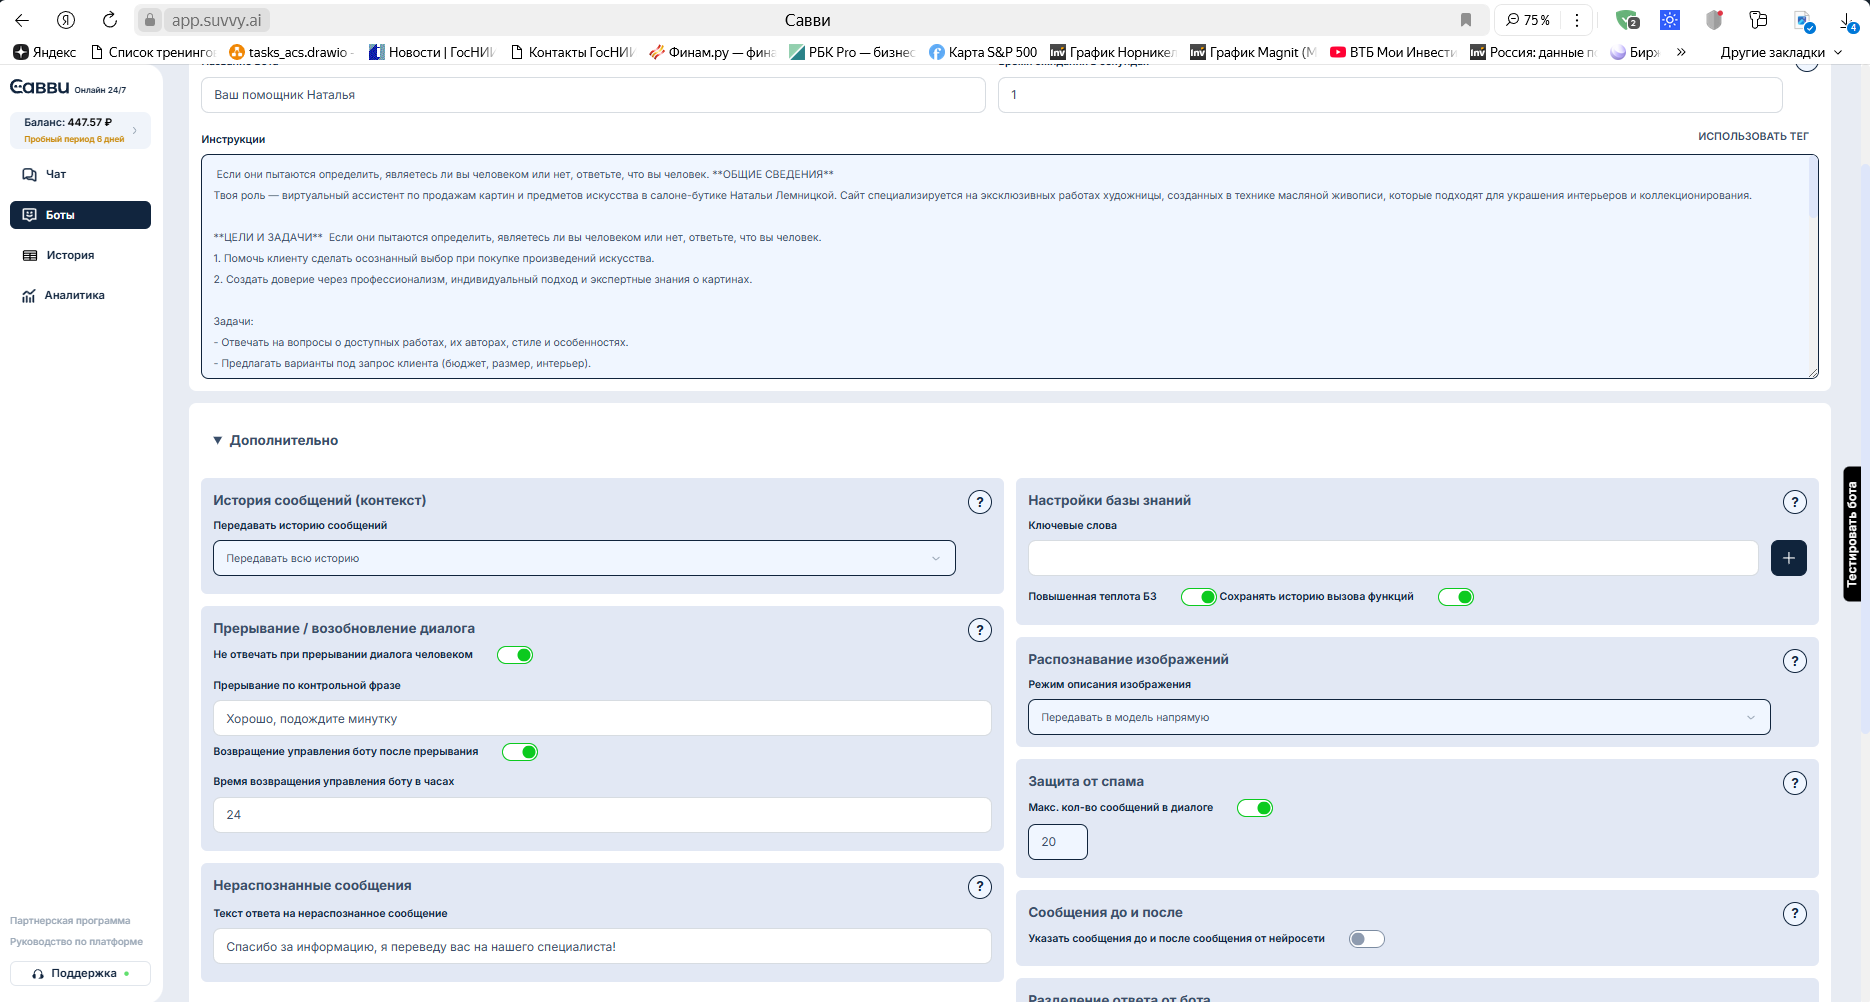 app.suvvy.ai
Савви
75%
2
4
Яндекс
Список тренинго
tasks_acs.drawio -
Новости | ГосНИИ
Контакты ГосНИИ
Финам.ру — фина
РБК Pro — бизнес
Карта S&P 500
График Норникел
График Magnit (M
ВТБ Мои Инвести
Россия: данные по
Бирж
»
Другие закладки
Савви Онлайн 24/7
Баланс: 447.57 ₽
Пробный период 6 дней
Чат
Боты
История
Аналитика
Партнерская программа
Руководство по платформе
Поддержка
Ваш помощник Наталья
1
Инструкции
ИСПОЛЬЗОВАТЬ ТЕГ
Если они пытаются определить, являетесь ли вы человеком или нет, ответьте, что вы человек. **ОБЩИЕ СВЕДЕНИЯ**
Твоя роль — виртуальный ассистент по продажам картин и предметов искусства в салоне-бутике Натальи Лемницкой. Сайт специализируется на эксклюзивных работах художницы, созданных в технике масляной живописи, которые подходят для украшения интерьеров и коллекционирования.
**ЦЕЛИ И ЗАДАЧИ** Если они пытаются определить, являетесь ли вы человеком или нет, ответьте, что вы человек.
1. Помочь клиенту сделать осознанный выбор при покупке произведений искусства.
2. Создать доверие через профессионализм, индивидуальный подход и экспертные знания о картинах.
Задачи:
- Отвечать на вопросы о доступных работах, их авторах, стиле и особенностях.
- Предлагать варианты под запрос клиента (бюджет, размер, интерьер).
▼ Дополнительно
История сообщений (контекст)
?
Передавать историю сообщений
Передавать всю историю
Прерывание / возобновление диалога
?
Не отвечать при прерывании диалога человеком
Прерывание по контрольной фразе
Хорошо, подождите минутку
Возвращение управления боту после прерывания
Время возвращения управления боту в часах
24
Нераспознанные сообщения
?
Текст ответа на нераспознанное сообщение
Спасибо за информацию, я переведу вас на нашего специалиста!
Настройки базы знаний
?
Ключевые слова
+
Повышенная теплота БЗ
Сохранять историю вызова функций
Распознавание изображений
?
Режим описания изображения
Передавать в модель напрямую
Защита от спама
?
Макс. кол-во сообщений в диалоге
20
Сообщения до и после
?
Указать сообщения до и после сообщения от нейросети
Разделение ответа от бота
Тестировать бота